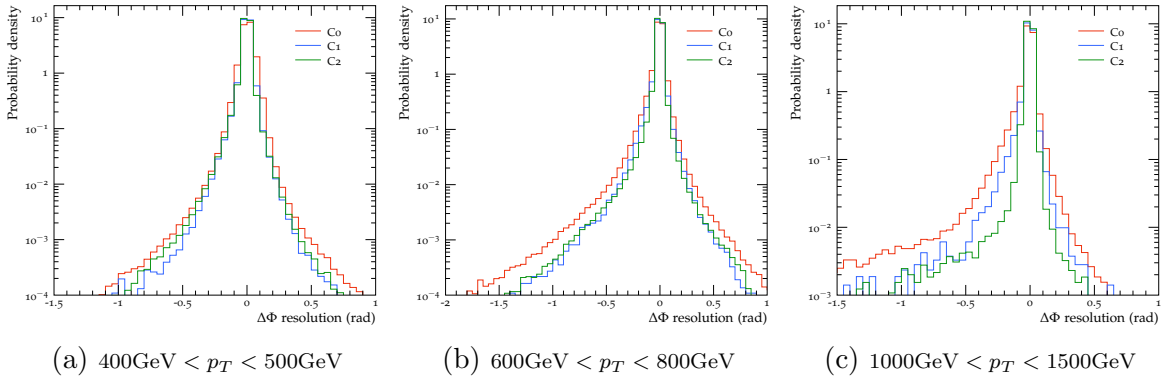 Probability density
10¹
1
10⁻¹
10⁻²
10⁻³
10⁻⁴
-1.5 -1 -0.5 0 0.5 1
ΔΦ resolution (rad)
C0
C1
C2
(a) 400GeV < p_T < 500GeV
Probability density
10¹
1
10⁻¹
10⁻²
10⁻³
10⁻⁴
-2 -1.5 -1 -0.5 0 0.5 1
ΔΦ resolution (rad)
C0
C1
C2
(b) 600GeV < p_T < 800GeV
Probability density
10¹
1
10⁻¹
10⁻²
10⁻³
-1.5 -1 -0.5 0 0.5 1
ΔΦ resolution (rad)
C0
C1
C2
(c) 1000GeV < p_T < 1500GeV